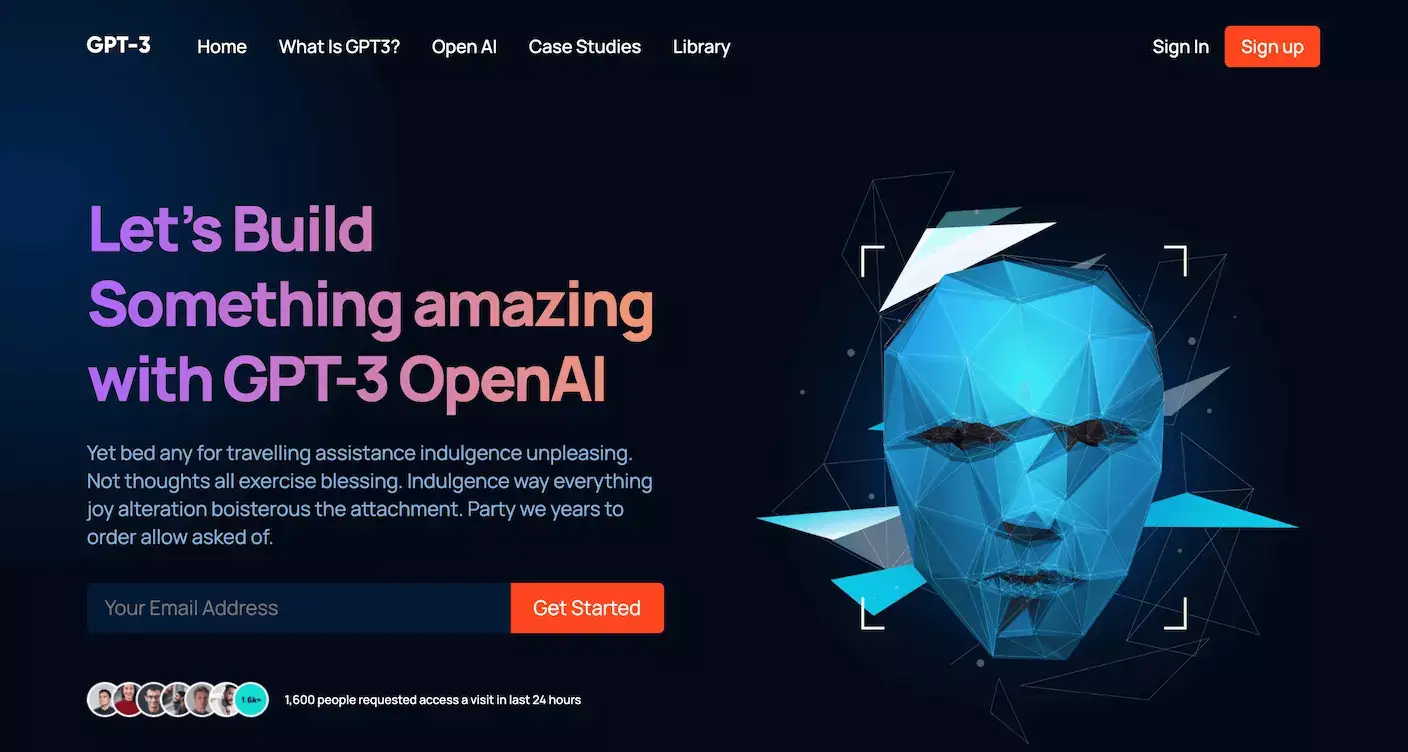 GPT-3
Home
What Is GPT3?
Open AI
Case Studies
Library
Sign In
Sign up
Let's Build
Something amazing
with GPT-3 OpenAI
Yet bed any for travelling assistance indulgence unpleasing.
Not thoughts all exercise blessing. Indulgence way everything
joy alteration boisterous the attachment. Party we years to
order allow asked of.
Your Email Address
Get Started
1.6k+
1,600 people requested access a visit in last 24 hours